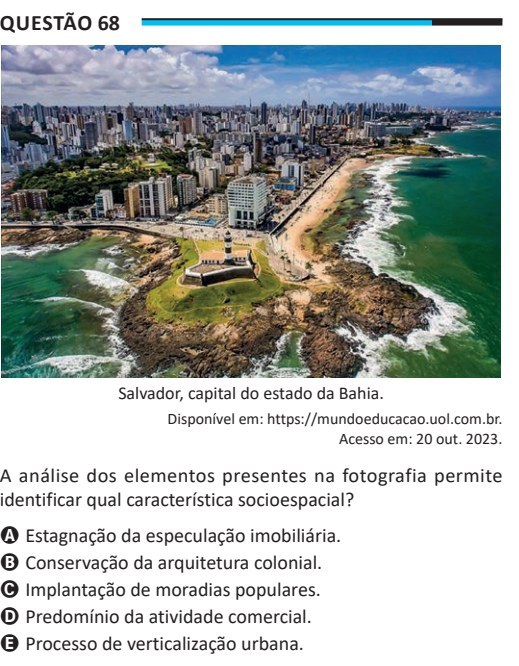 QUESTÃO 68
Salvador, capital do estado da Bahia.
Disponível em: https://mundoeducacao.uol.com.br.
Acesso em: 20 out. 2023.
A análise dos elementos presentes na fotografia permite
identificar qual característica socioespacial?
A Estagnação da especulação imobiliária.
B Conservação da arquitetura colonial.
C Implantação de moradias populares.
D Predomínio da atividade comercial.
E Processo de verticalização urbana.